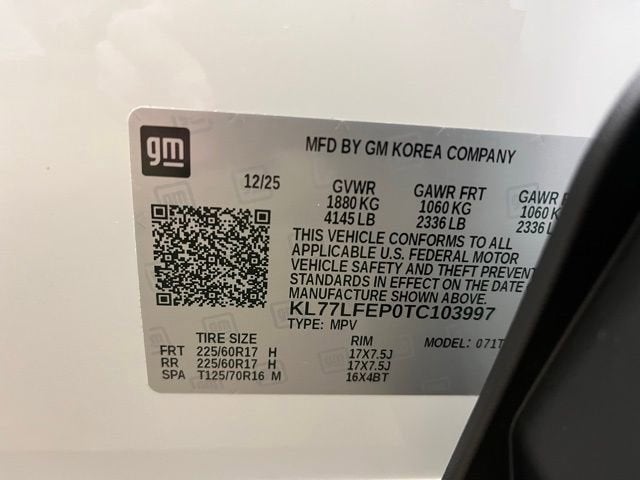 gm
MFD BY GM KOREA COMPANY
12/25 GVWR GAWR FRT GAWR
1880 KG 1060 KG 1060 KG
4145 LB 2336 LB 2336 LB
THIS VEHICLE CONFORMS TO ALL
APPLICABLE U.S. FEDERAL MOTOR
VEHICLE SAFETY AND THEFT PREVENT
STANDARDS IN EFFECT ON THE DATE
MANUFACTURE SHOWN ABOVE.
KL77LFEP0TC103997
TYPE: MPV
TIRE SIZE RIM MODEL: 071T
FRT 225/60R17 H 17X7.5J
RR 225/60R17 H 17X7.5J
SPA T125/70R16 M 16X4BT